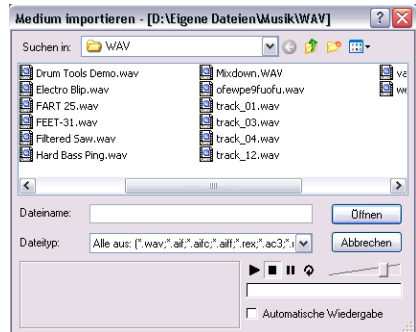 Medium importieren - [D:\Eigene Dateien\Musik\WAV]
Suchen in: WAV
Drum Tools Demo.wav
Electro Blip.wav
FART 25.wav
FEET-31.wav
Filtered Saw.wav
Hard Bass Ping.wav
Mixdown.WAV
ofewpe9fuofu.wav
track_01.wav
track_03.wav
track_04.wav
track_12.wav
va
we
Dateiname:
Öffnen
Dateityp: Alle aus: (*.wav;*.aif;*.aifc,*.aiff;*.rex;*.ac3;*.r
Abbrechen
Automatische Wiedergabe